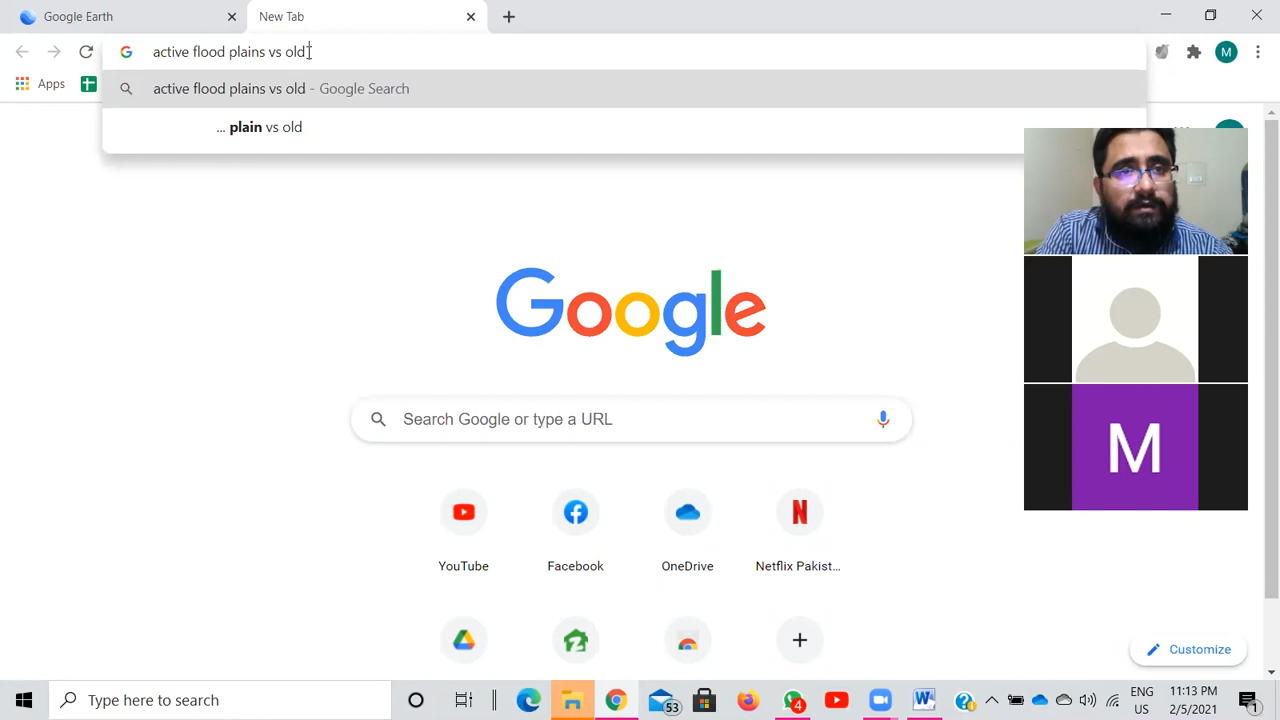 Google Earth
New Tab
active flood plains vs old
Apps
active flood plains vs old - Google Search
... plain vs old
Google
Search Google or type a URL
YouTube
Facebook
OneDrive
Netflix Pakist...
Customize
M
M
Type here to search
53
4
ENG
US
11:13 PM
2/5/2021
1